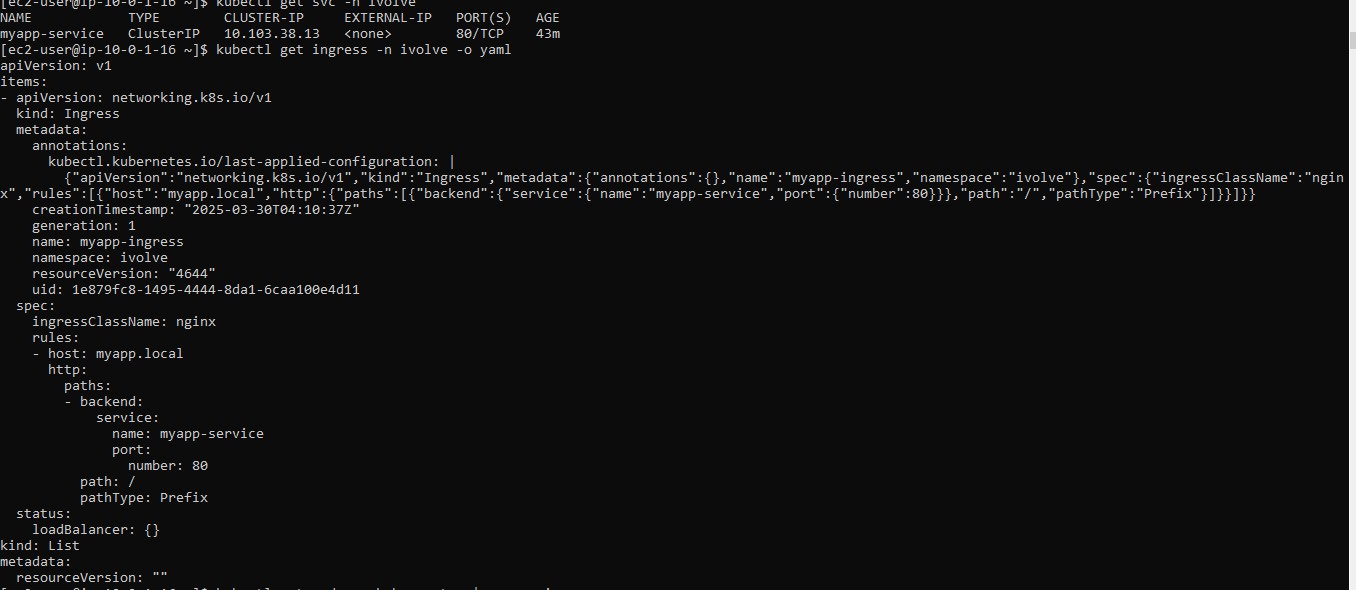 [ec2-user@ip-10-0-1-16 ~]$ kubectl get svc -n ivolve
NAME            TYPE        CLUSTER-IP     EXTERNAL-IP   PORT(S)   AGE
myapp-service   ClusterIP   10.103.38.13   <none>        80/TCP    43m
[ec2-user@ip-10-0-1-16 ~]$ kubectl get ingress -n ivolve -o yaml
apiVersion: v1
items:
- apiVersion: networking.k8s.io/v1
  kind: Ingress
  metadata:
    annotations:
      kubectl.kubernetes.io/last-applied-configuration: |
        {"apiVersion":"networking.k8s.io/v1","kind":"Ingress","metadata":{"annotations":{},"name":"myapp-ingress","namespace":"ivolve"},"spec":{"ingressClassName":"ngin
x","rules":[{"host":"myapp.local","http":{"paths":[{"backend":{"service":{"name":"myapp-service","port":{"number":80}}},"path":"/","pathType":"Prefix"}]}}]}}
    creationTimestamp: "2025-03-30T04:10:37Z"
    generation: 1
    name: myapp-ingress
    namespace: ivolve
    resourceVersion: "4644"
    uid: 1e879fc8-1495-4444-8da1-6caa100e4d11
  spec:
    ingressClassName: nginx
    rules:
    - host: myapp.local
      http:
        paths:
        - backend:
            service:
              name: myapp-service
              port:
                number: 80
          path: /
          pathType: Prefix
  status:
    loadBalancer: {}
kind: List
metadata:
  resourceVersion: ""